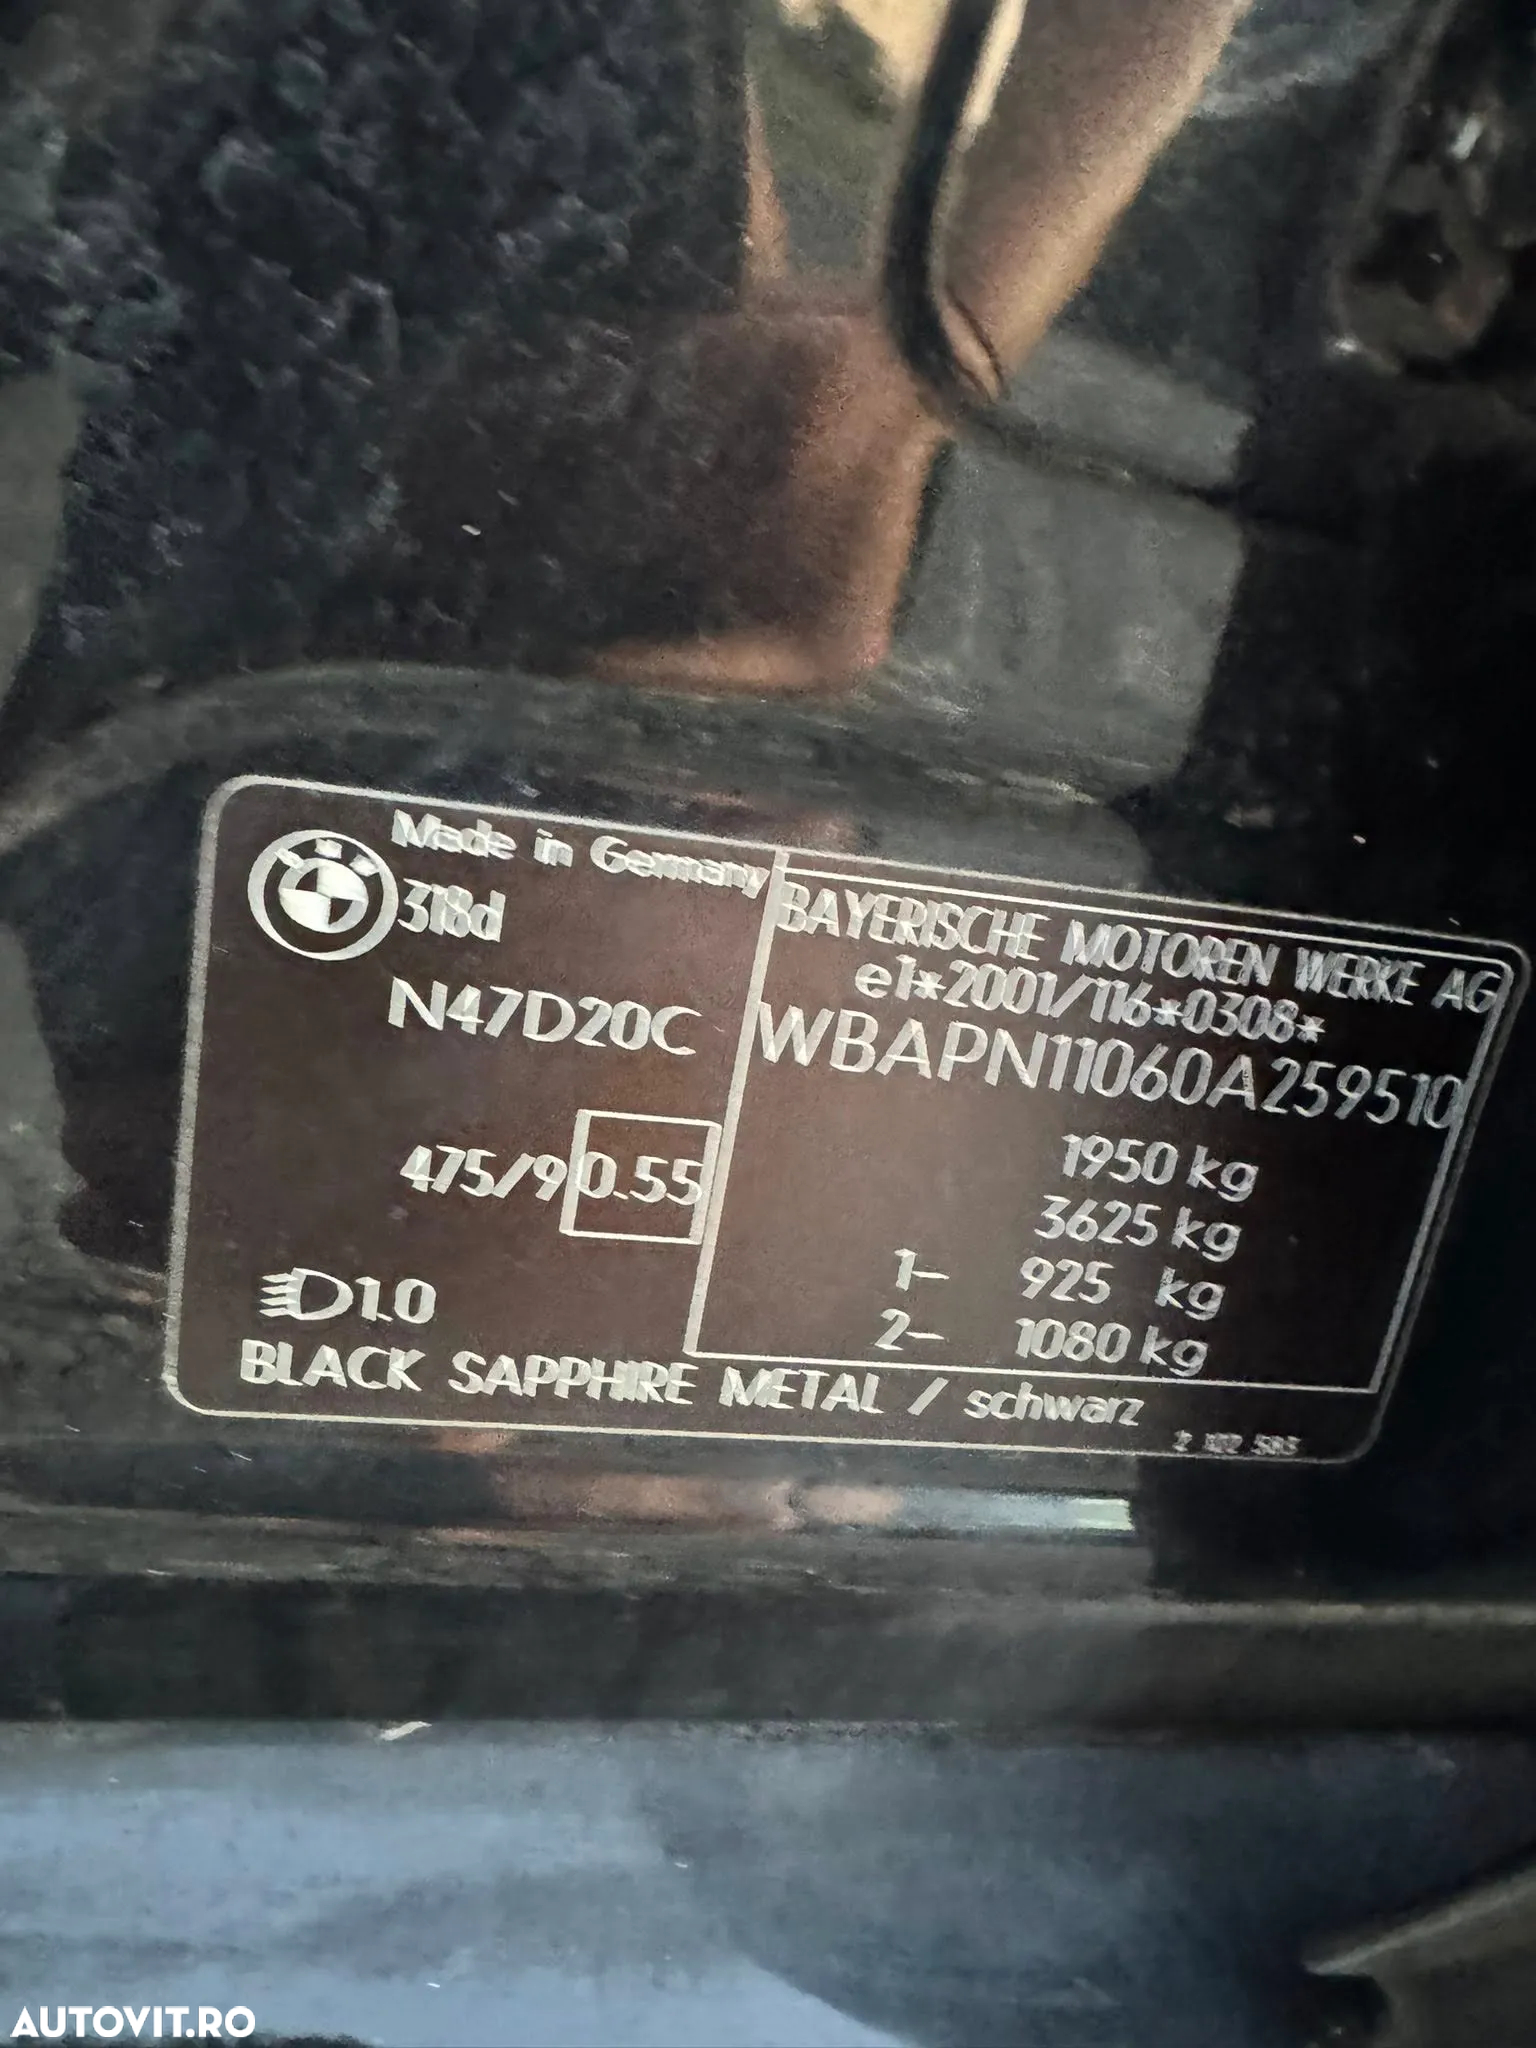 Made in Germany
318d
N47D20C
475/9 0.55
1.0
BAYERISCHE MOTOREN WERKE AG
e1*2001/116*0308*
WBAPN11060A259510
1950 kg
3625 kg
1- 925 kg
2- 1080 kg
BLACK SAPPHIRE METAL / schwarz
AUTOVIT.RO